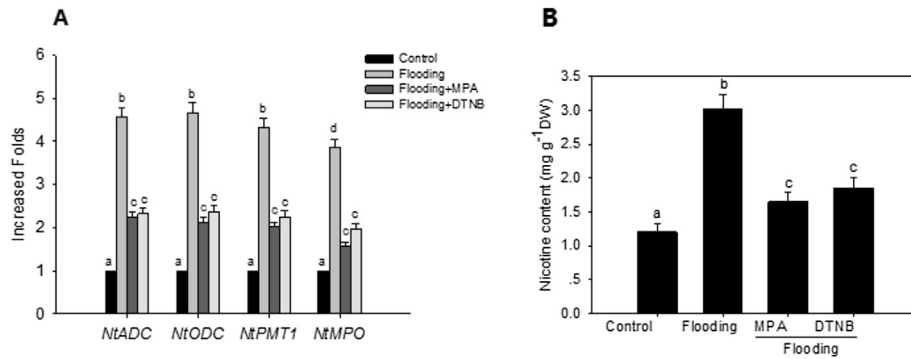 A
Increased Folds
6
5
4
3
2
1
0
Control
Flooding
Flooding+MPA
Flooding+DTNB
a b c c
a b c c
a b c c
a d c c
NtADC NtODC NtPMT1 NtMPO
B
Nicotine content (mg g⁻¹DW)
3.5
3.0
2.5
2.0
1.5
1.0
0.0
a b c c
Control Flooding MPA DTNB
Flooding